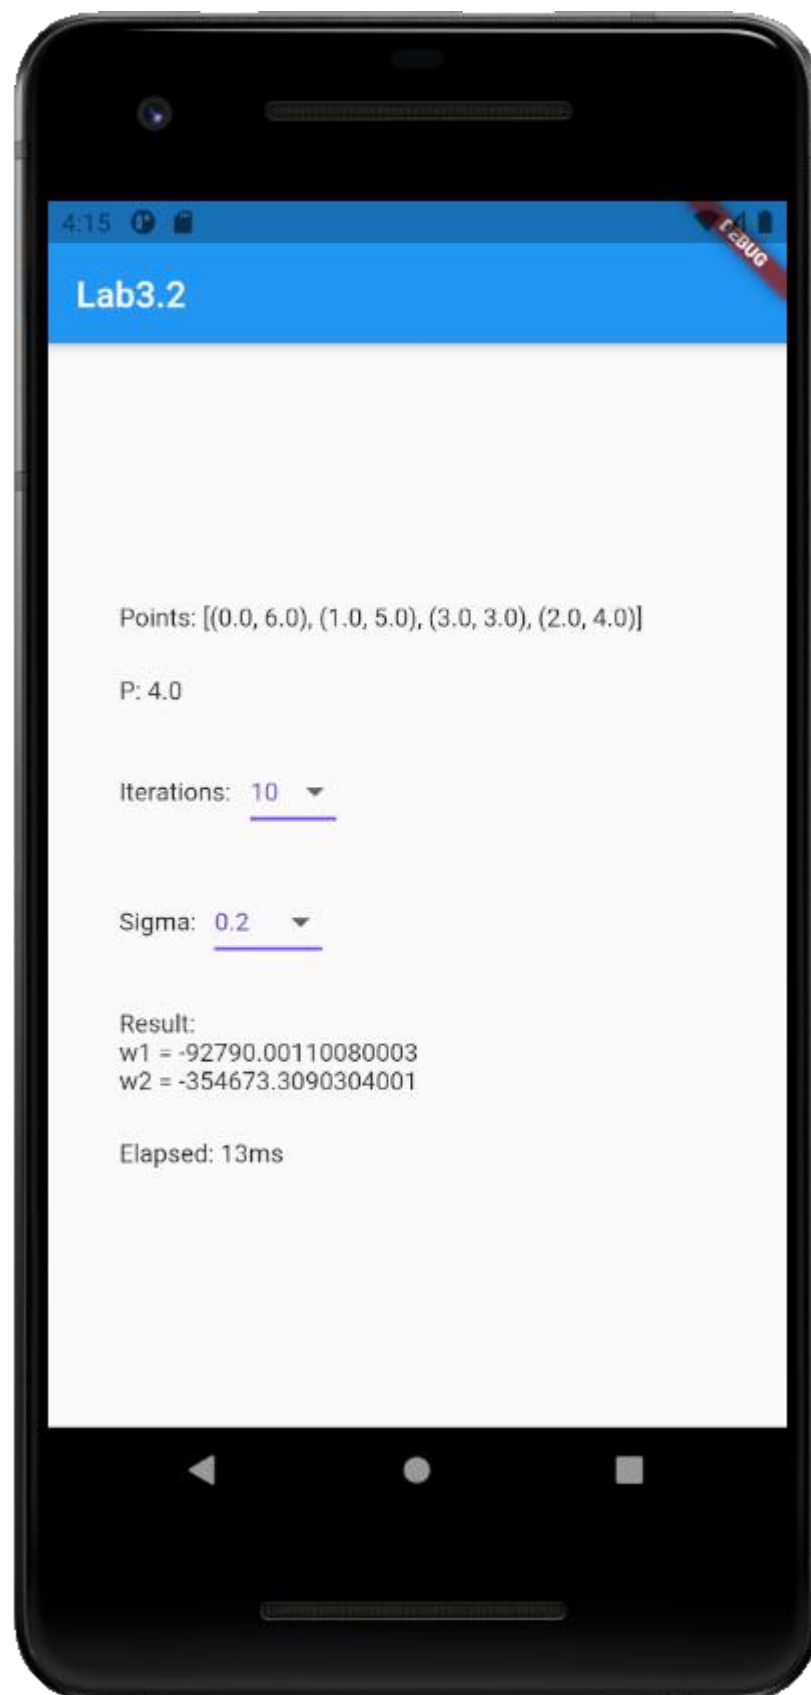 4:15
DEBUG
Lab3.2
Points: [(0.0, 6.0), (1.0, 5.0), (3.0, 3.0), (2.0, 4.0)]
P: 4.0
Iterations: 10
Sigma: 0.2
Result:
w1 = -92790.00110080003
w2 = -354673.3090304001
Elapsed: 13ms